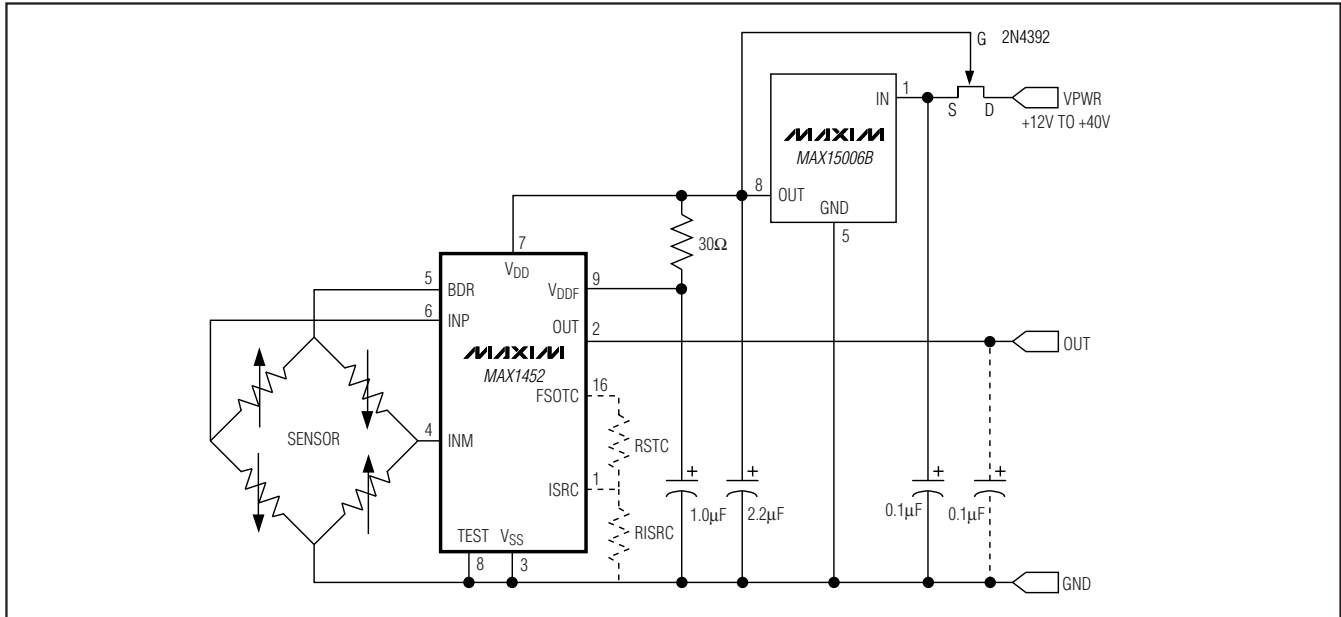 G 2N4392
IN 1
S D
VPWR
+12V TO +40V
MAXIM
MAX15006B
8 OUT
GND
5
30Ω
7
VDD
5 BDR
VDDF 9
6 INP
OUT 2
OUT
MAXIM
MAX1452
FSOTC 16
RSTC
SENSOR
4 INM
ISRC 1
1.0µF
+
2.2µF
+
0.1µF
+
0.1µF
+
RISRC
TEST VSS
8 3
GND